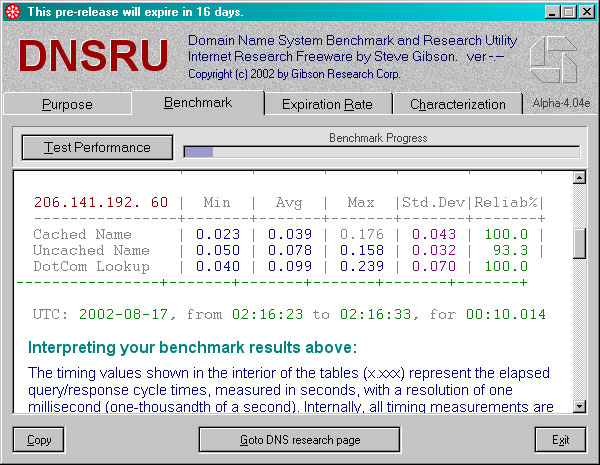 This pre-release will expire in 16 days.
DNSRU
Domain Name System Benchmark and Research Utility
Internet Research Freeware by Steve Gibson. ver -.--
Copyright (c) 2002 by Gibson Research Corp.
Purpose Benchmark Expiration Rate Characterization Alpha-4.04e
Test Performance
Benchmark Progress
206.141.192. 60 | Min | Avg | Max |Std.Dev|Reliab%|
----------------+-------+-------+-------+-------+-------+
Cached Name | 0.023 | 0.039 | 0.176 | 0.043 | 100.0 |
Uncached Name | 0.050 | 0.078 | 0.158 | 0.032 | 93.3 |
DotCom Lookup | 0.040 | 0.099 | 0.239 | 0.070 | 100.0
----------------+-------+-------+-------+-------+-------+
UTC: 2002-08-17, from 02:16:23 to 02:16:33, for 00:10.014
Interpreting your benchmark results above:
The timing values shown in the interior of the tables (x.xxx) represent the elapsed
query/response cycle times, measured in seconds, with a resolution of one
millisecond (one-thousandth of a second). Internally, all timing measurements are
Copy Goto DNS research page Exit